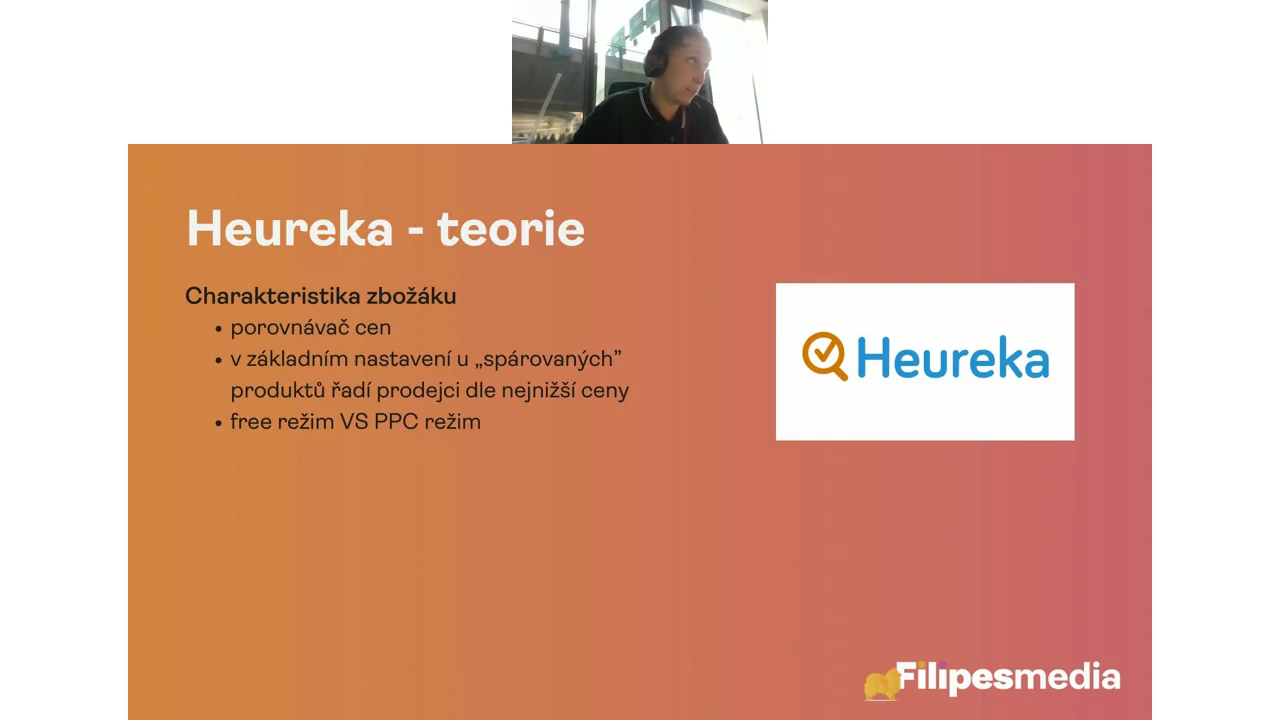 Heureka - teorie
Charakteristika zbožáku
• porovnávač cen
• v základním nastavení u „spárovaných”
produktů řadí prodejci dle nejnižší ceny
• free režim VS PPC režim
Heureka
Filipesmedia